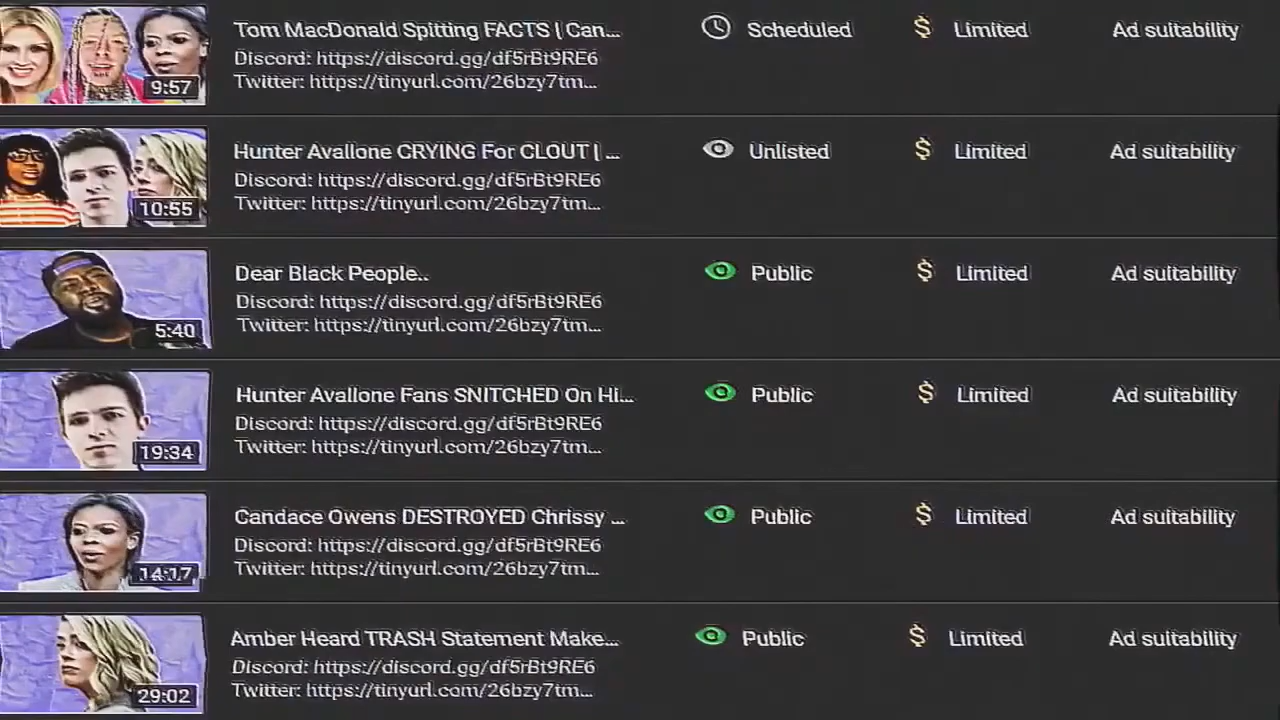 Tom MacDonald Spitting FACTS | Can... Scheduled $ Limited Ad suitability
Discord: https://discord.gg/df5rBt9RE6
Twitter: https://tinyurl.com/26bzy7tm...
9:57
Hunter Avallone CRYING For CLOUT | ... Unlisted $ Limited Ad suitability
Discord: https://discord.gg/df5rBt9RE6
Twitter: https://tinyurl.com/26bzy7tm...
10:55
Dear Black People.. Public $ Limited Ad suitability
Discord: https://discord.gg/df5rBt9RE6
Twitter: https://tinyurl.com/26bzy7tm...
5:40
Hunter Avallone Fans SNITCHED On Hi... Public $ Limited Ad suitability
Discord: https://discord.gg/df5rBt9RE6
Twitter: https://tinyurl.com/26bzy7tm...
19:34
Candace Owens DESTROYED Chrissy ... Public $ Limited Ad suitability
Discord: https://discord.gg/df5rBt9RE6
Twitter: https://tinyurl.com/26bzy7tm...
14:17
Amber Heard TRASH Statement Make... Public $ Limited Ad suitability
Discord: https://discord.gg/df5rBt9RE6
Twitter: https://tinyurl.com/26bzy7tm...
29:02